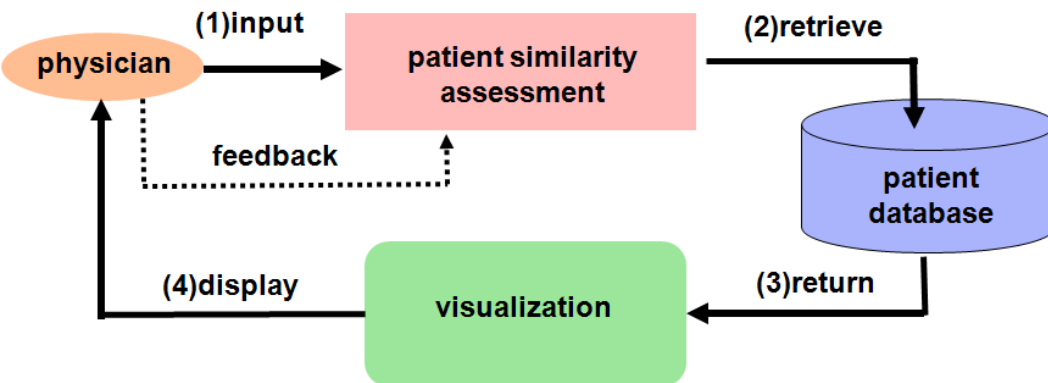 (1)input
(2)retrieve
physician
patient similarity
assessment
feedback
patient
database
(4)display
visualization
(3)return